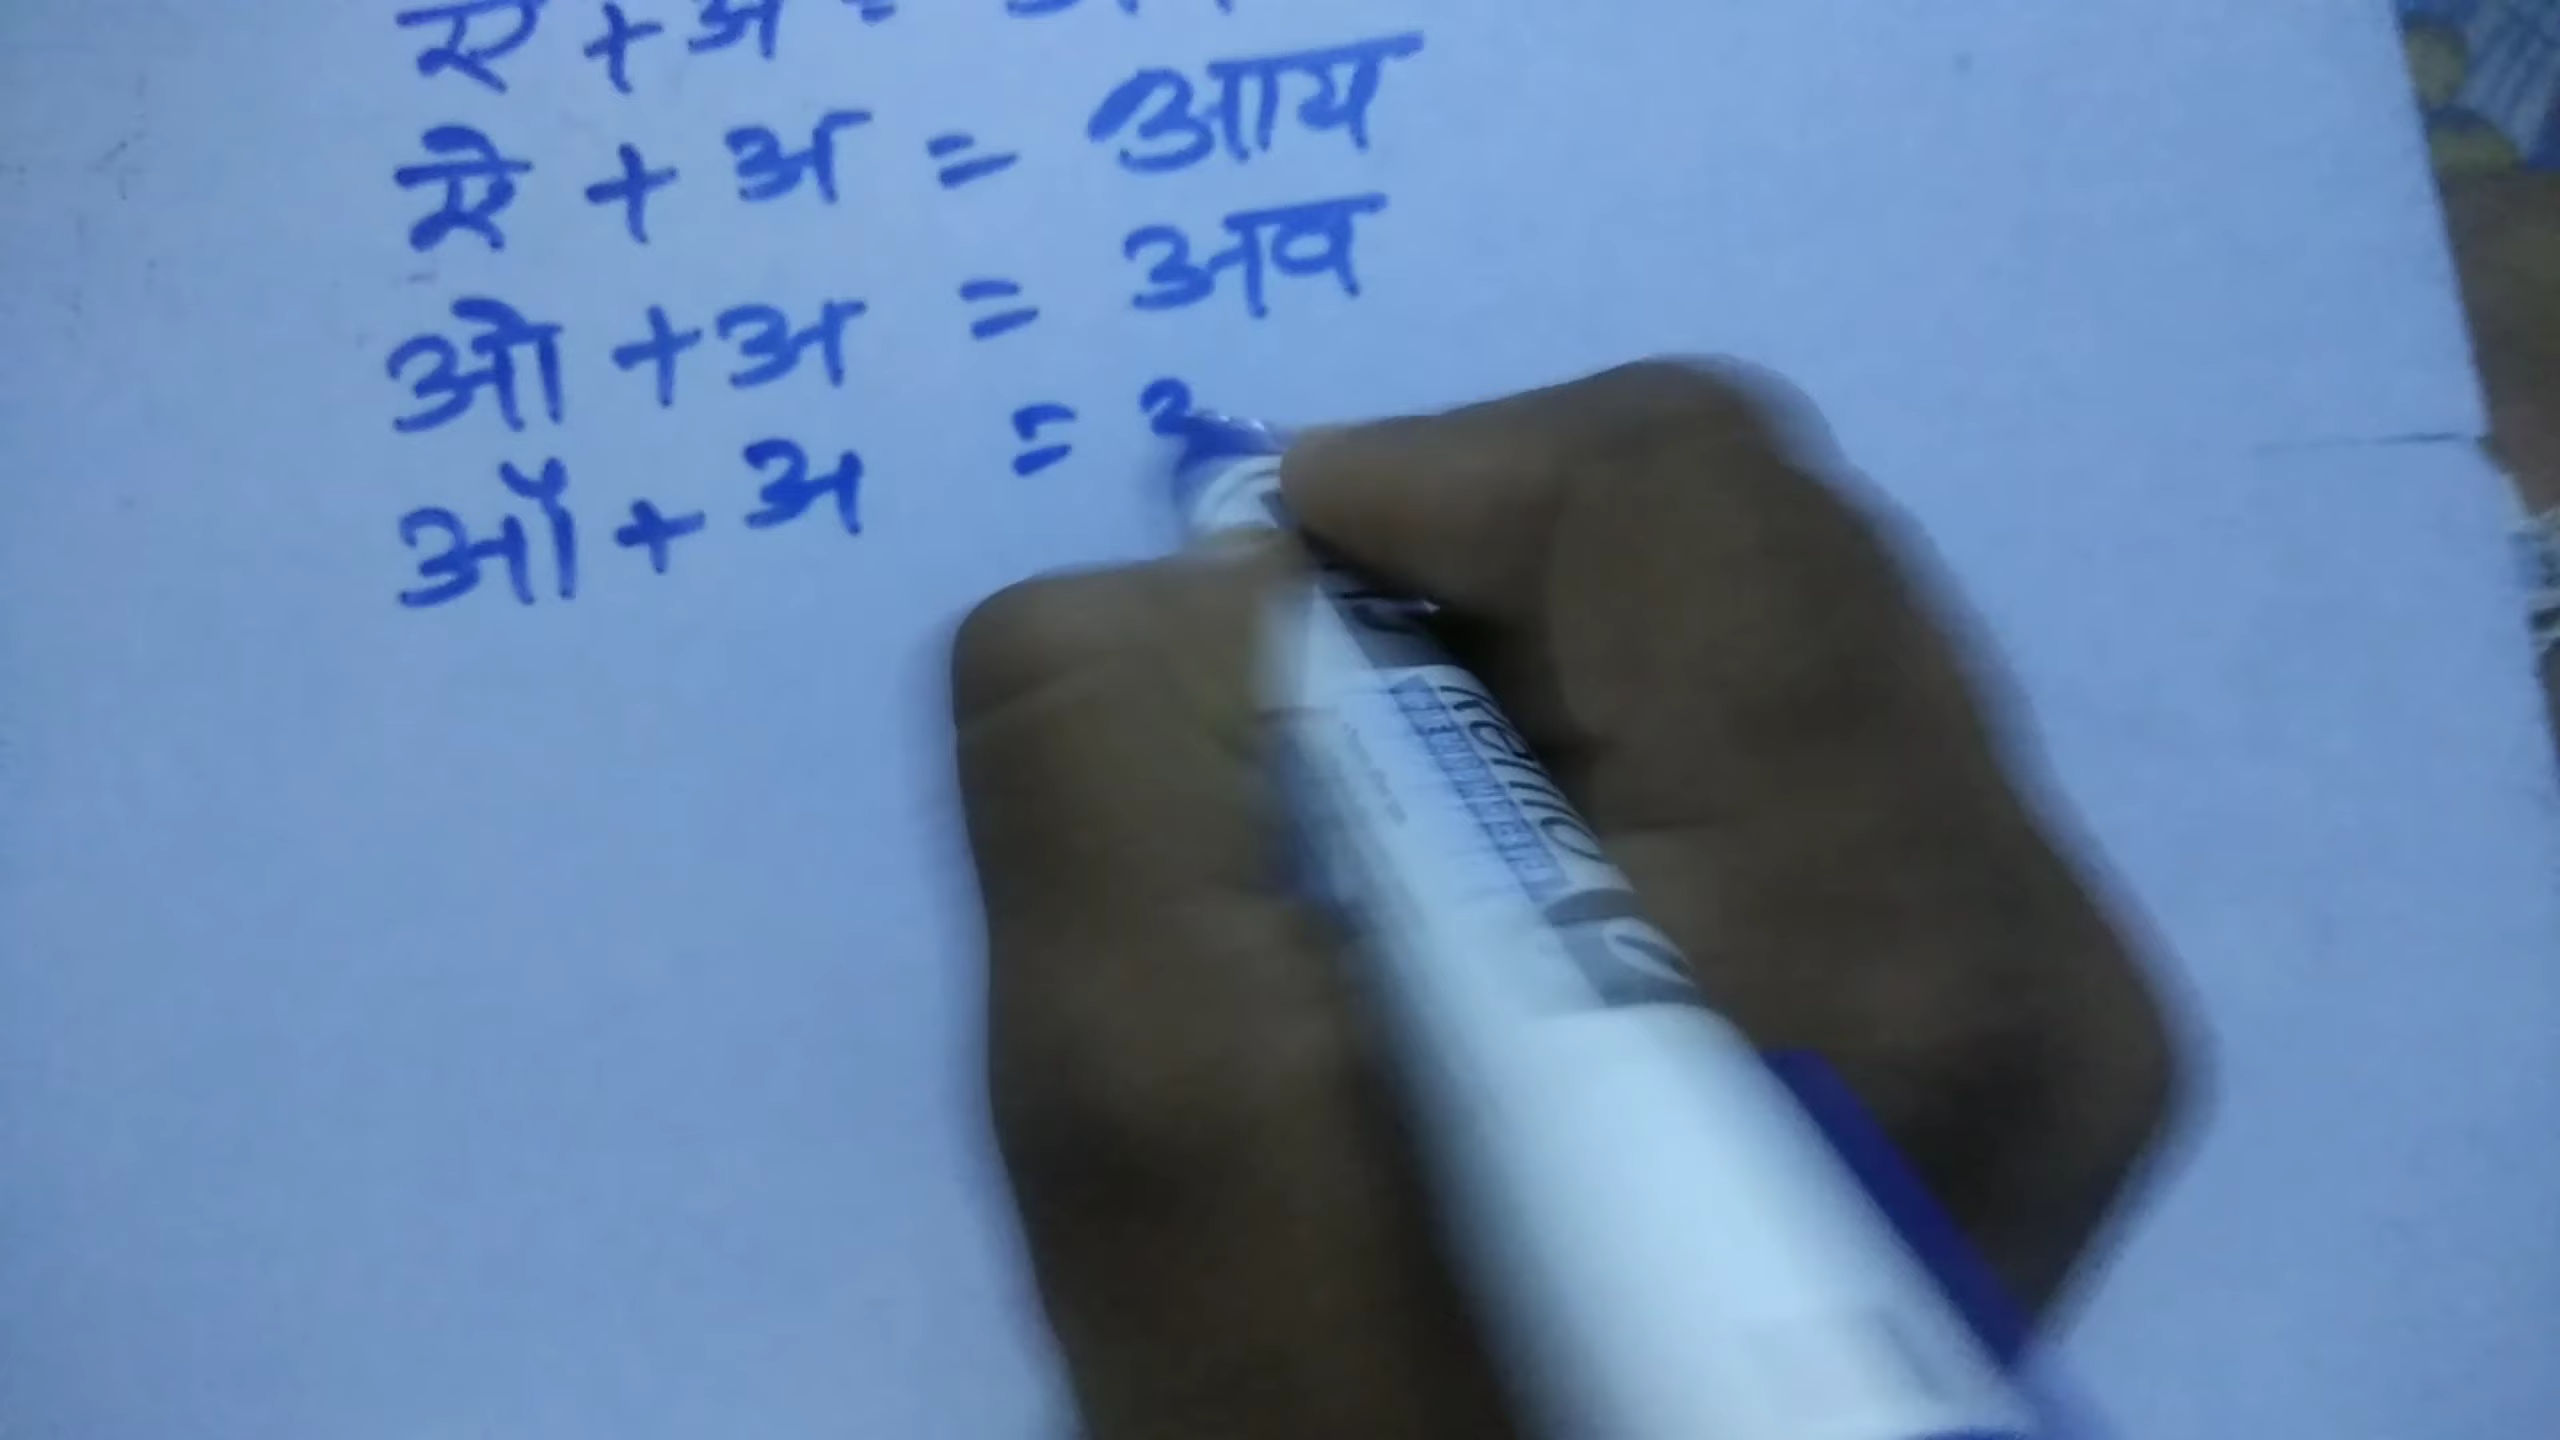 ए + अ =
ऐ + अ = आय
ओ + अ = अव
औ + अ =